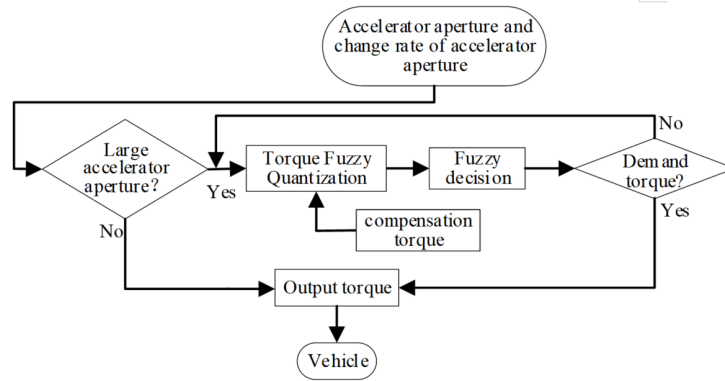 Accelerator aperture and
change rate of accelerator
aperture
No
Large
accelerator
aperture?
Yes
Torque Fuzzy
Quantization
Fuzzy
decision
Demand
torque?
Yes
compensation
torque
No
Output torque
Vehicle